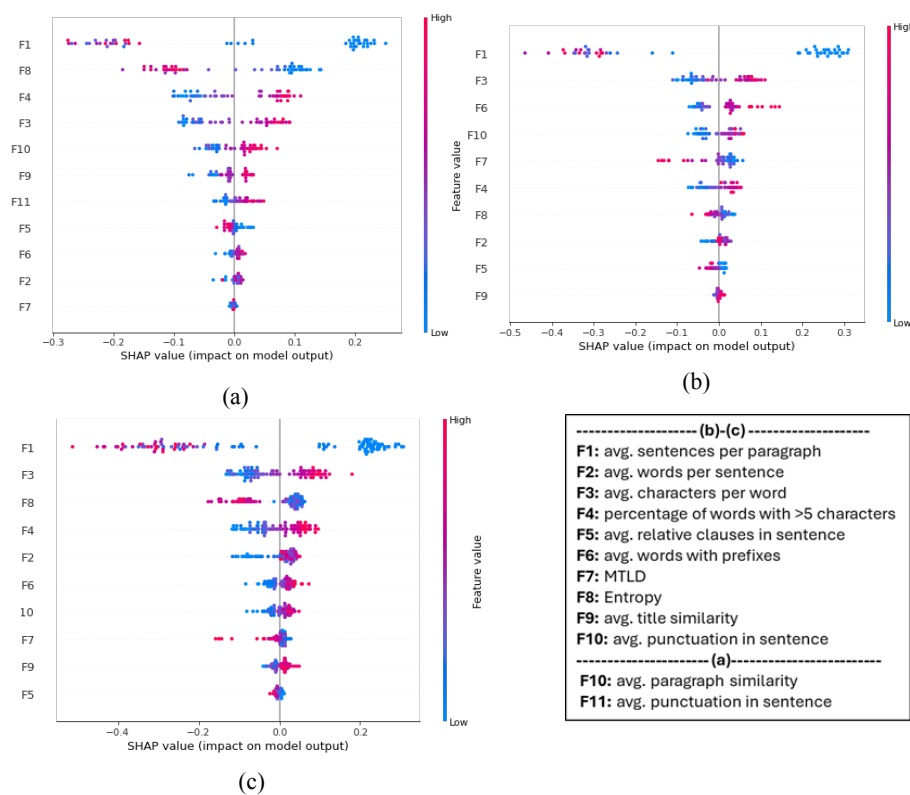 High
F1
F8
F4
F3
F10
F9
F11
F5
F6
F2
F7
Low
−0.3 −0.2 −0.1 0.0 0.1 0.2
SHAP value (impact on model output)
(a)
High
F1
F3
F6
F10
F7
F4
F8
F2
F5
F9
Feature value
Low
−0.5 −0.4 −0.3 −0.2 −0.1 0.0 0.1 0.2 0.3
SHAP value (impact on model output)
(b)
High
F1
F3
F8
F4
F2
F6
10
F7
F9
F5
Feature value
Low
−0.4 −0.2 0.0 0.2
SHAP value (impact on model output)
(c)
---------------------(b)-(c)---------------------
F1: avg. sentences per paragraph
F2: avg. words per sentence
F3: avg. characters per word
F4: percentage of words with >5 characters
F5: avg. relative clauses in sentence
F6: avg. words with prefixes
F7: MTLD
F8: Entropy
F9: avg. title similarity
F10: avg. punctuation in sentence
-----------------------(a)--------------------------
F10: avg. paragraph similarity
F11: avg. punctuation in sentence